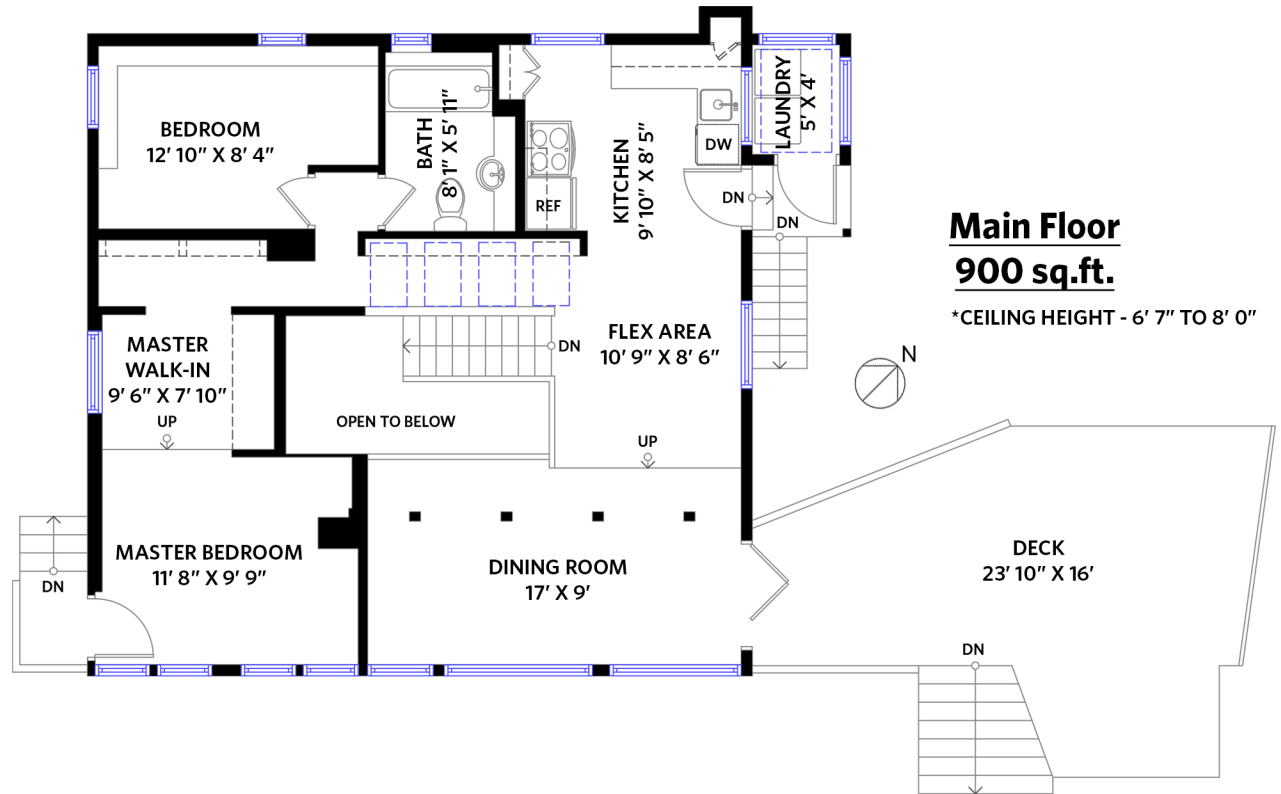 BEDROOM
12' 10" X 8' 4"
BATH
8' 1" X 5' 11"
KITCHEN
9' 10" X 8' 5"
REF
DW
LAUNDRY
5' X 4'
DN
DN
Main Floor
900 sq.ft.
*CEILING HEIGHT - 6' 7" TO 8' 0"
N
MASTER
WALK-IN
9' 6" X 7' 10"
UP
DN
FLEX AREA
10' 9" X 8' 6"
OPEN TO BELOW
UP
MASTER BEDROOM
11' 8" X 9' 9"
DN
DINING ROOM
17' X 9'
DECK
23' 10" X 16'
DN